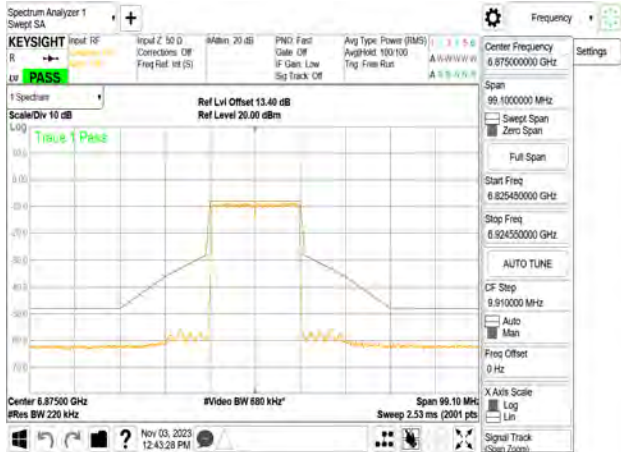 Spectrum Analyzer 1
Swept SA
+
Frequency
KEYSIGHT
Input: RF
R
LV
PASS
Input Z: 50 Ω
Corrections: Off
Freq Ref: Int (S)
#Atten: 20 dB
PNO: Fast
Gate: Off
IF Gain: Low
Sig Track: Off
Avg Type: Power (RMS)
Avg|Hold: 100/100
Trig: Free Run
Center Frequency
6.875000000 GHz
Settings
1 Spectrum
Scale/Div 10 dB
Ref Lvl Offset 13.40 dB
Ref Level 20.00 dBm
Log
Trace 1 Pass
Span
99.1000000 MHz
Swept Span
Zero Span
Full Span
Start Freq
6.825450000 GHz
Stop Freq
6.924550000 GHz
AUTO TUNE
CF Step
9.910000 MHz
Auto
Man
Freq Offset
0 Hz
X Axis Scale
Log
Lin
Signal Track
(Span Zoom)
Center 6.87500 GHz
#Res BW 220 kHz
#Video BW 680 kHz*
Span 99.10 MHz
Sweep 2.53 ms (2001 pts
?
Nov 03, 2023
12:43:28 PM